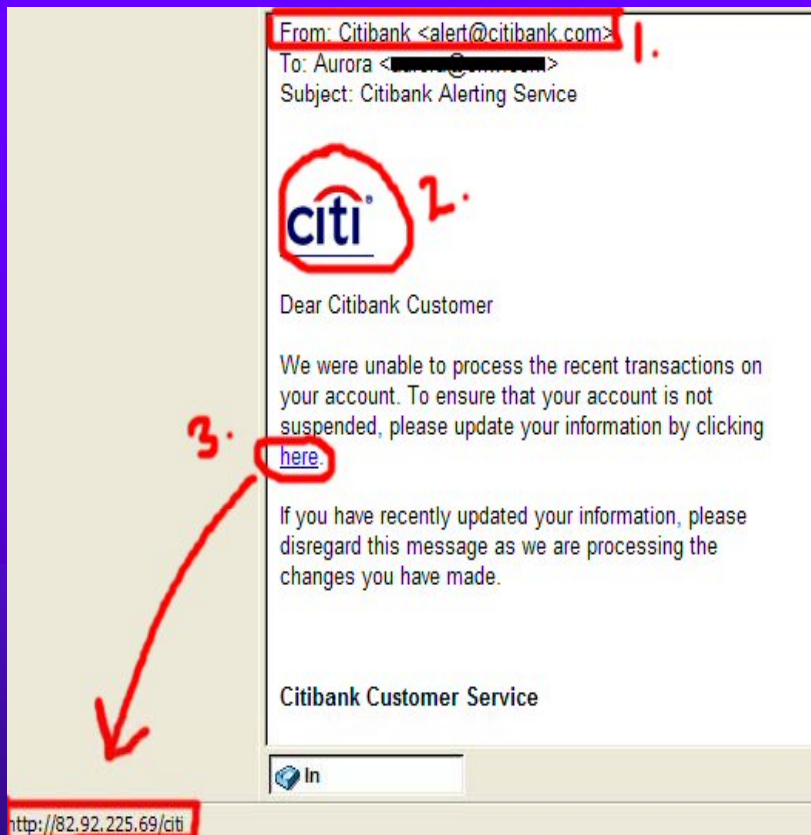 From: Citibank <alert@citibank.com>
1.
To: Aurora <
Subject: Citibank Alerting Service
citi®
2.
Dear Citibank Customer
We were unable to process the recent transactions on
your account. To ensure that your account is not
suspended, please update your information by clicking
3.
here.
If you have recently updated your information, please
disregard this message as we are processing the
changes you have made.
Citibank Customer Service
In
http://82.92.225.69/citi